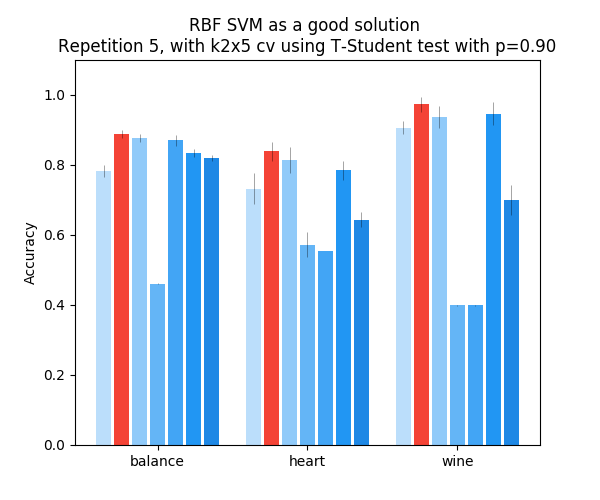 RBF SVM as a good solution
Repetition 5, with k2x5 cv using T-Student test with p=0.90
1.0
0.8
0.6
0.4
0.2
0.0
Accuracy
balance heart wine